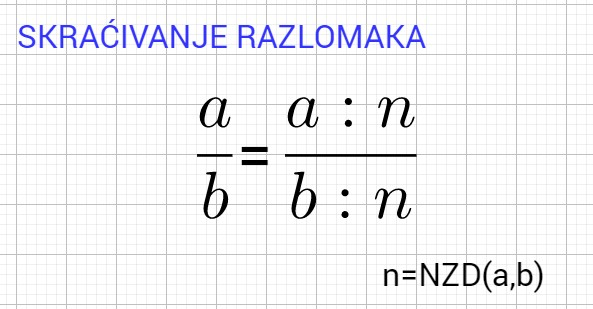 SKRAĆIVANJE RAZLOMAKA
a/b = a : n/b : n
n=NZD(a,b)